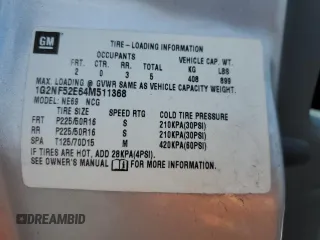 GM
TIRE-LOADING INFORMATION
OCCUPANTS VEHICLE CAP. WT.
FRT CTR. RR. TOTAL KG LBS
2 0 3 5 408 899
MAX. LOADING @ GVWR SAME AS VEHICLE CAPACITY WEIGHT
1G2NF52E64M511368
MODEL: NE69 NCG
TIRE SIZE SPEED RTG COLD TIRE PRESSURE
FRT P225/50R16 S 210KPA(30PSI)
RR P225/50R16 S 210KPA(30PSI)
SPA T125/70D15 M 420KPA(60PSI)
IF TIRES ARE HOT, ADD 28KPA(4PSI)
SEE OWNER'S MANUAL FOR MORE INFORMATION.
DREAMBID